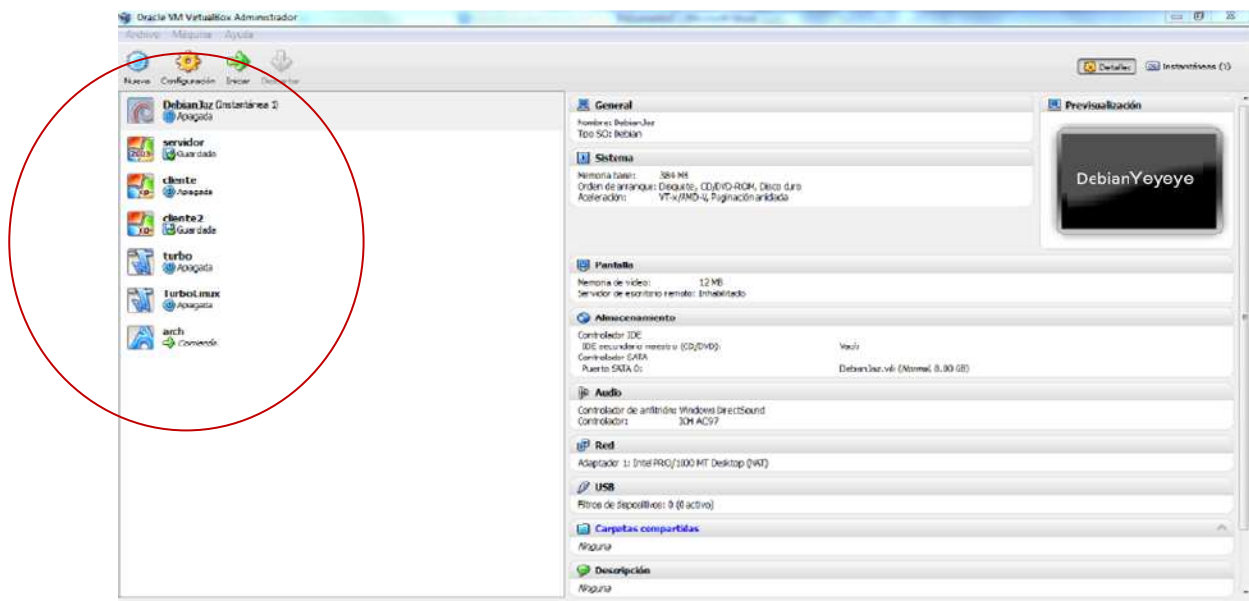 Oracle VM VirtualBox Administrador
Archivo Máquina Ayuda
Nueva Configuración Iniciar Descartar
Detalles Instantáneas (1)
DebianJaz (Instantánea 1)
Apagada
servidor
Guardada
cliente
Apagada
cliente2
Guardada
turbo
Apagada
TurboLinux
Apagada
arch
Corriendo
General
Nombre: DebianJaz
Tipo SO: Debian
Sistema
Memoria base: 384 MB
Orden de arranque: Disquete, CD/DVD-ROM, Disco duro
Aceleración: VT-x/AMD-V, Paginación anidada
Previsualización
DebianYeyeye
Pantalla
Memoria de vídeo: 12 MB
Servidor de escritorio remoto: Inhabilitado
Almacenamiento
Controlador IDE
IDE secundario maestro (CD/DVD): Vacío
Controlador SATA
Puerto SATA 0: DebianJaz.vdi (Normal, 8.00 GB)
Audio
Controlador de anfitrión: Windows DirectSound
Controlador: ICH AC97
Red
Adaptador 1: Intel PRO/1000 MT Desktop (NAT)
USB
Filtros de dispositivos: 0 (0 activo)
Carpetas compartidas
Ninguna
Descripción
Ninguna